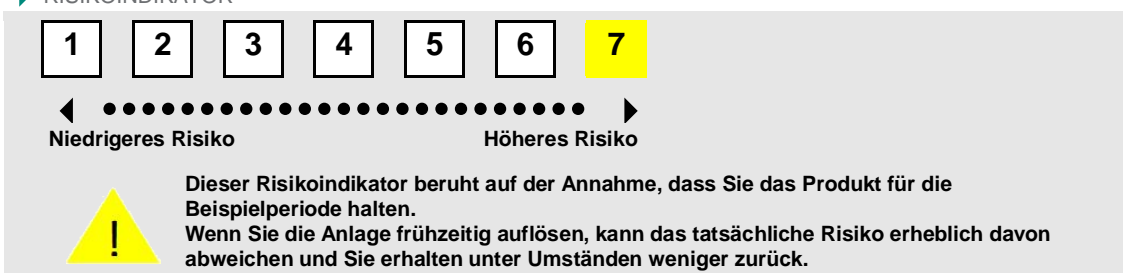 RISIKOINDIKATOR
1 2 3 4 5 6 7
Niedrigeres Risiko Höheres Risiko
!
Dieser Risikoindikator beruht auf der Annahme, dass Sie das Produkt für die
Beispielperiode halten.
Wenn Sie die Anlage frühzeitig auflösen, kann das tatsächliche Risiko erheblich davon
abweichen und Sie erhalten unter Umständen weniger zurück.